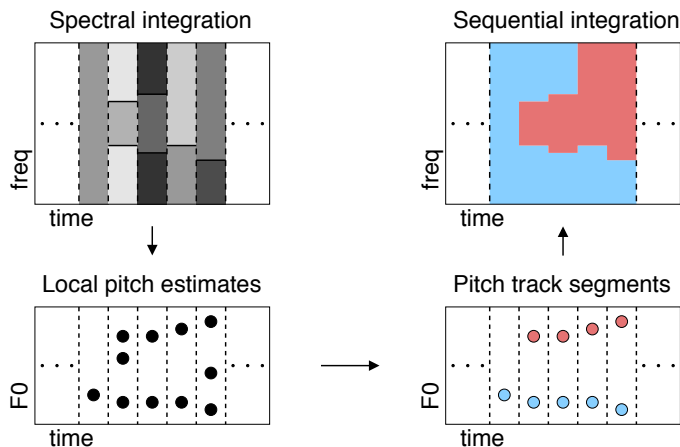 Spectral integration
Sequential integration
freq
. . .
. . .
time
freq
. . .
. . .
time
Local pitch estimates
Pitch track segments
F0
. . .
. . .
time
F0
. . .
. . .
time